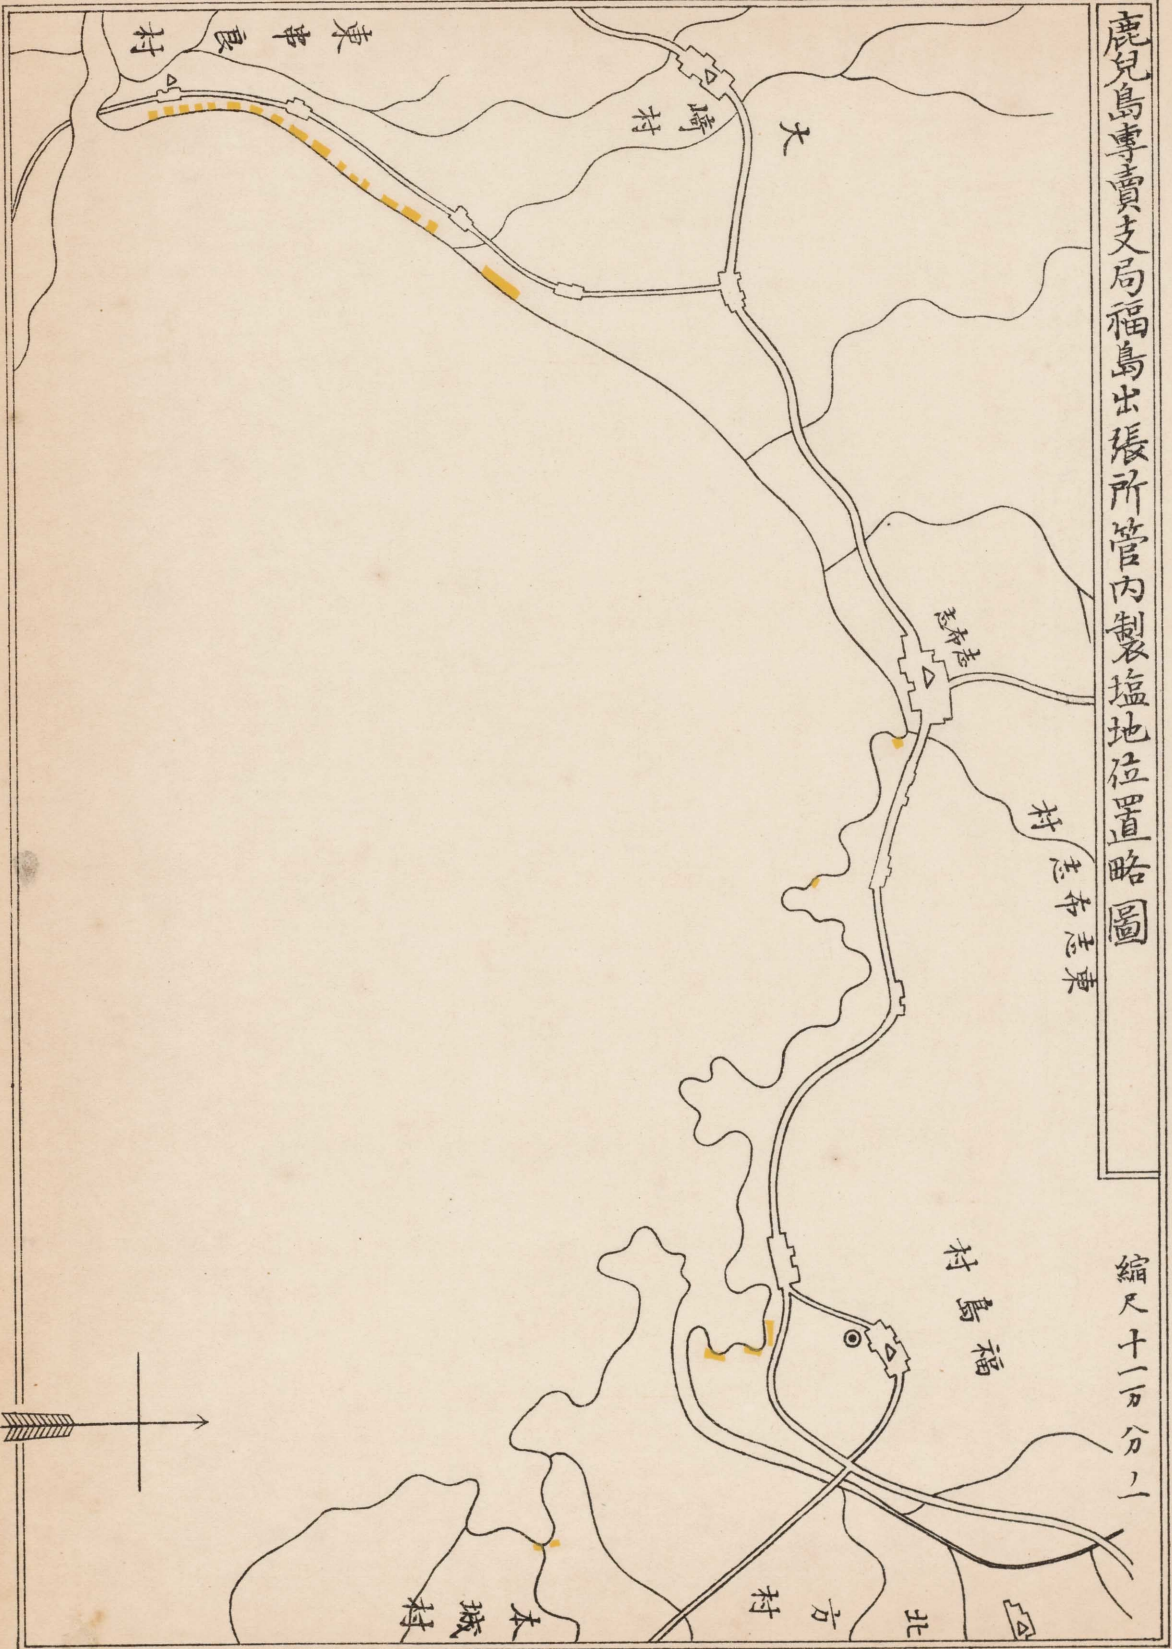 鹿兒島專賣支局福島出張所管内製塩地位置略圖
縮尺十一万分ノ一
東串良村
大崎村
志布志
東志布志村
福島村
北方村
本城村